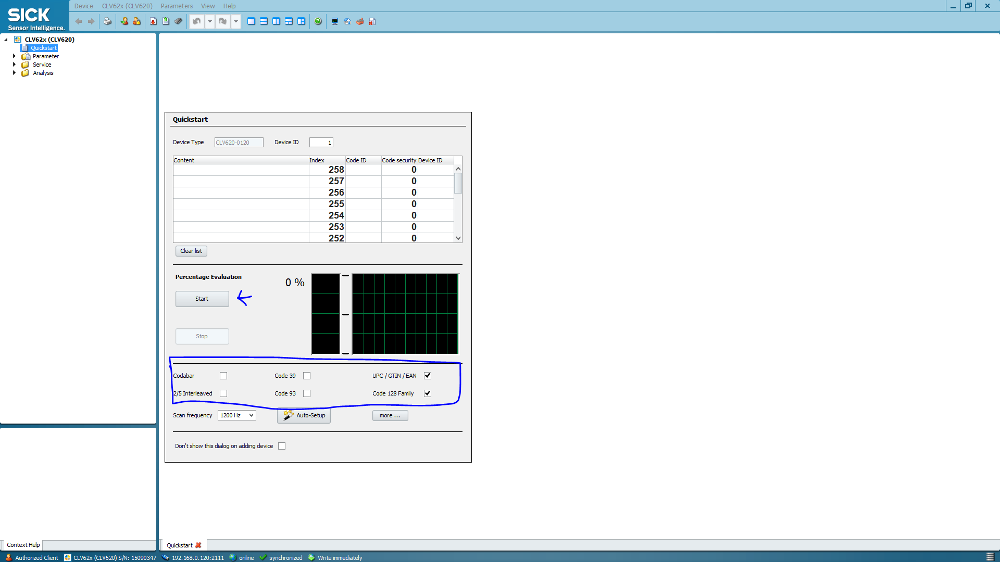 SICK
Sensor Intelligence.
Device CLV62x (CLV620) Parameters View Help
CLV62x (CLV620)
Quickstart
Parameter
Service
Analysis
Quickstart
Device Type CLV620-0120 Device ID 1
Content Index Code ID Code security Device ID
258 0
257 0
256 0
255 0
254 0
253 0
252 0
Clear list
Percentage Evaluation 0 %
Start
Stop
Codabar Code 39 UPC / GTIN / EAN
2/5 Interleaved Code 93 Code 128 Family
Scan frequency 1200 Hz Auto-Setup more ...
Don't show this dialog on adding device
Context Help Quickstart
Authorized Client CLV62x (CLV620) S/N: 15090347 192.168.0.120:2111 online synchronized Write immediately